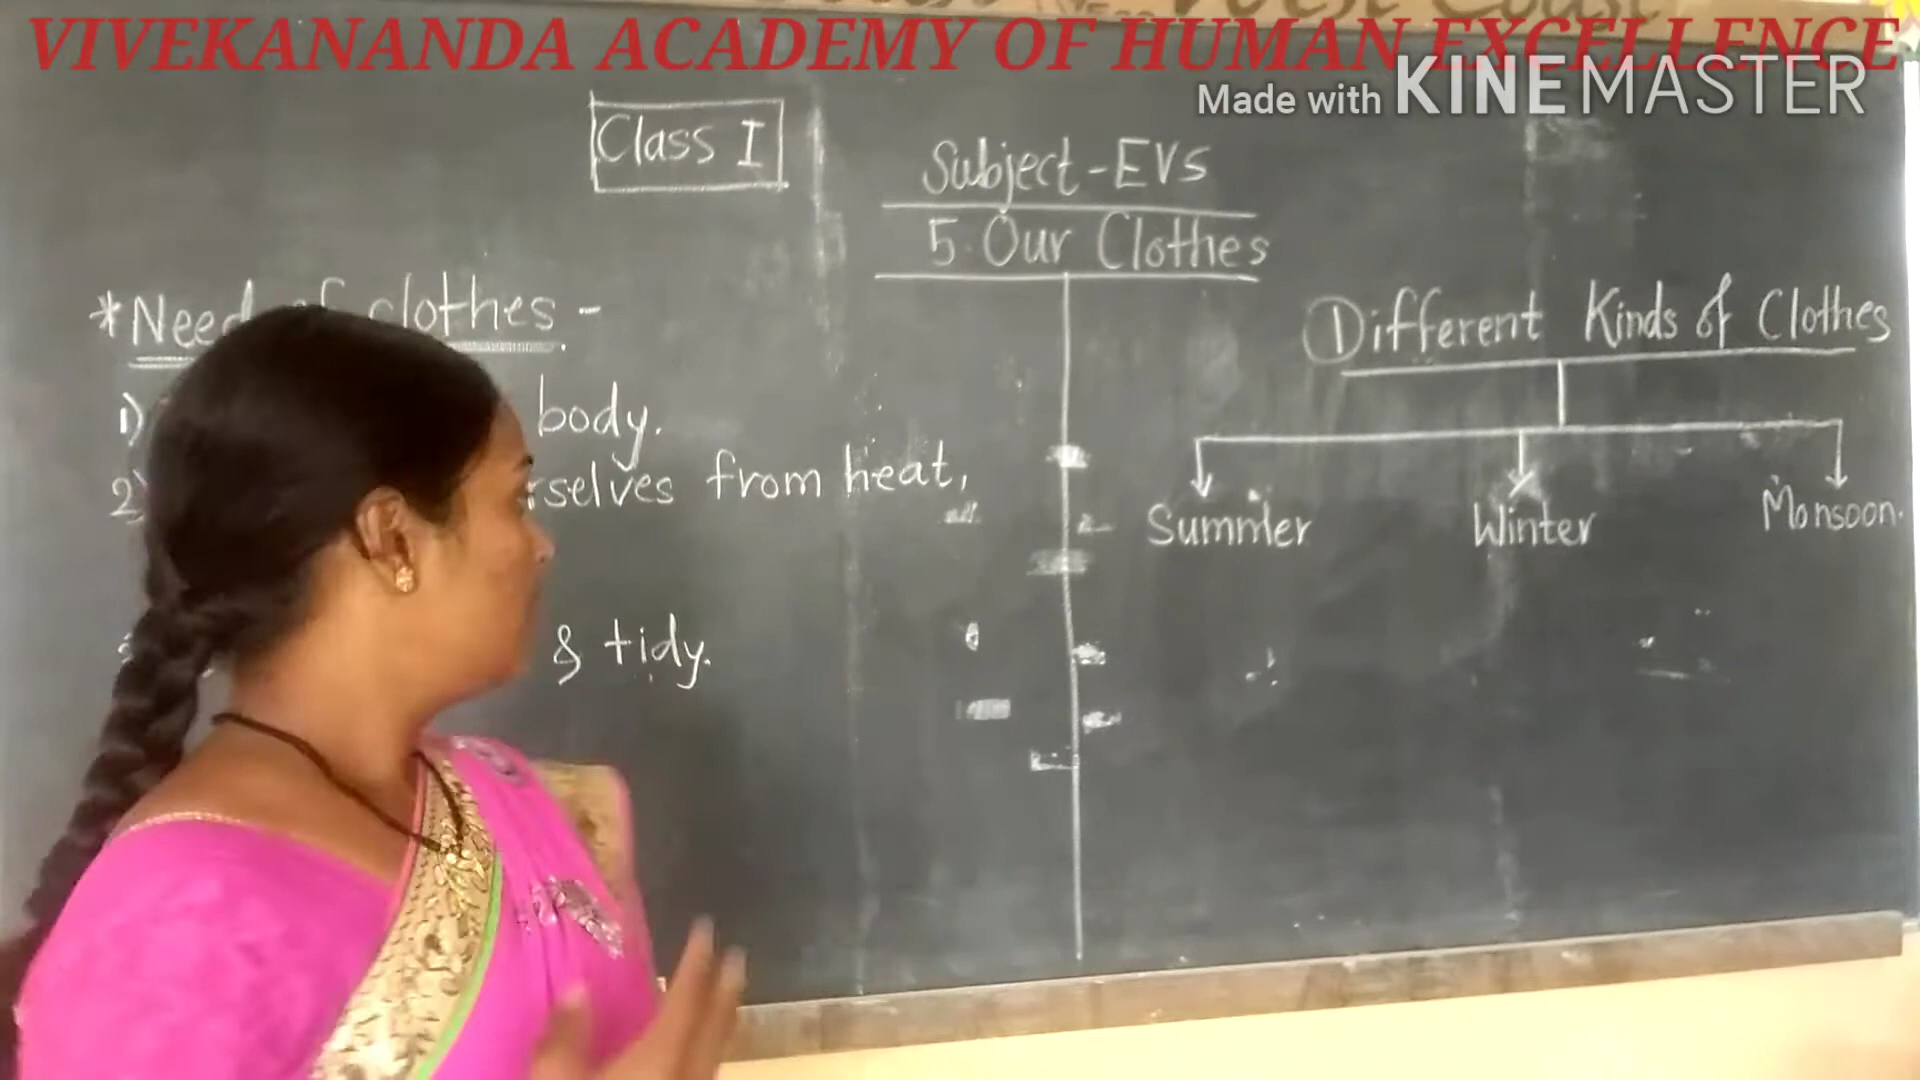 VIVEKANANDA ACADEMY OF HUMAN EXCELLENCE
Made with KINEMASTER
Class I
Subject - EVS
5. Our Clothes
*Need of clothes -
1) body.
2) rselves from heat,
& tidy.
① Different Kinds of Clothes
Summer
Winter
Monsoon.